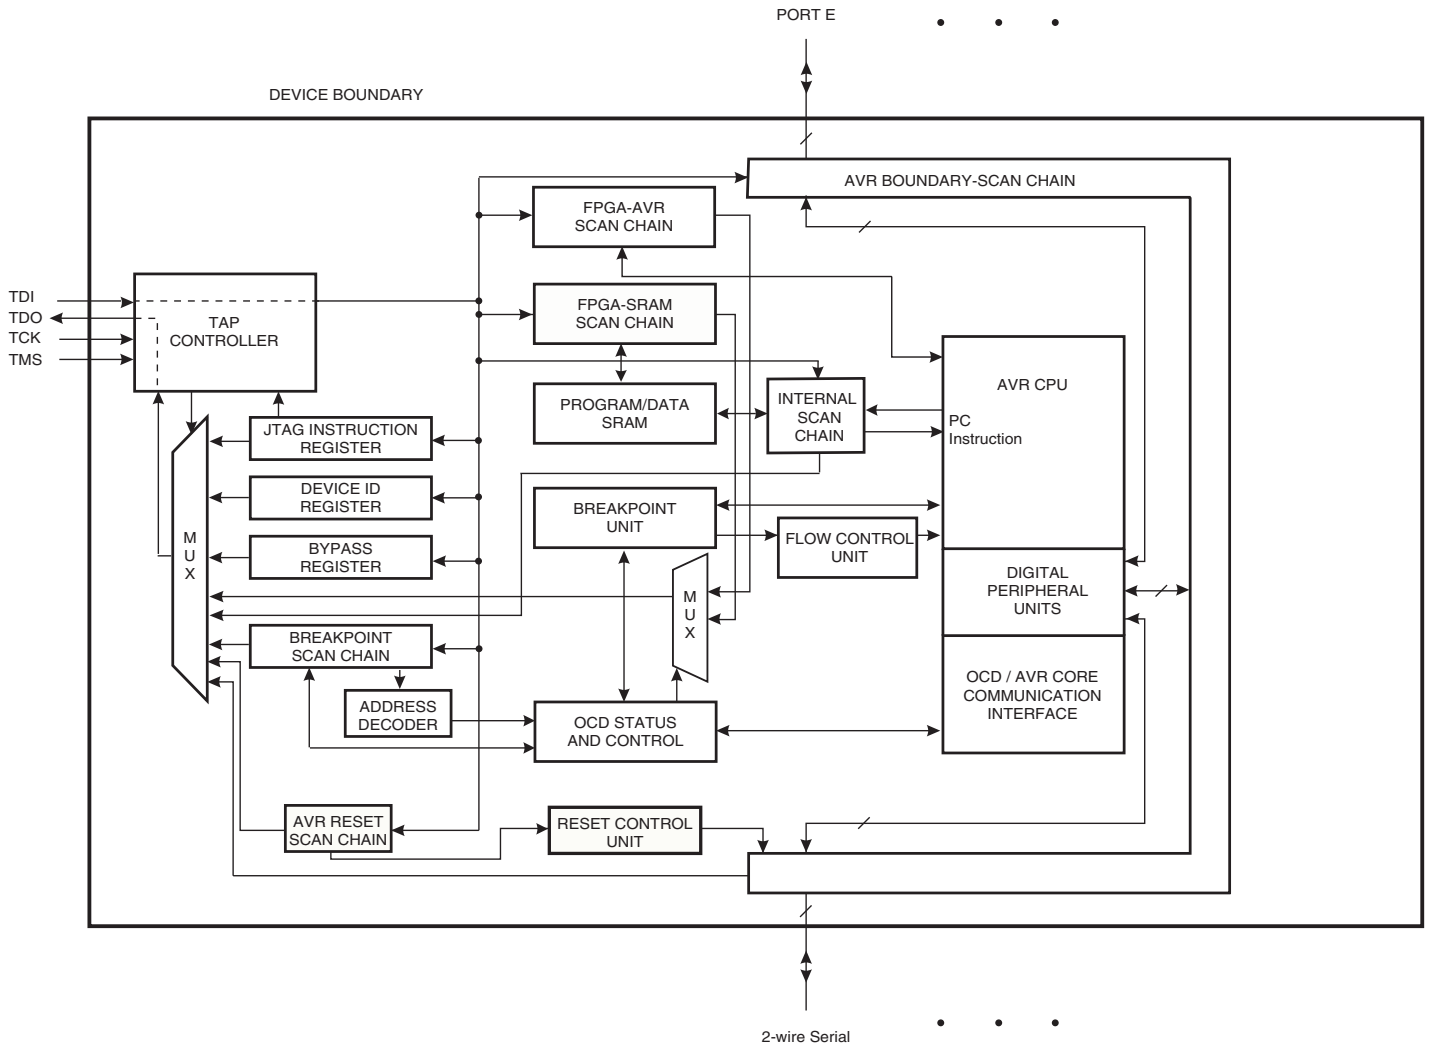 PORT E
DEVICE BOUNDARY
AVR BOUNDARY-SCAN CHAIN
FPGA-AVR
SCAN CHAIN
TDI
TDO
TCK
TMS
TAP
CONTROLLER
FPGA-SRAM
SCAN CHAIN
PROGRAM/DATA
SRAM
INTERNAL
SCAN
CHAIN
AVR CPU
PC
Instruction
JTAG INSTRUCTION
REGISTER
DEVICE ID
REGISTER
BYPASS
REGISTER
M
U
X
BREAKPOINT
UNIT
FLOW CONTROL
UNIT
DIGITAL
PERIPHERAL
UNITS
M
U
X
BREAKPOINT
SCAN CHAIN
ADDRESS
DECODER
OCD STATUS
AND CONTROL
OCD / AVR CORE
COMMUNICATION
INTERFACE
AVR RESET
SCAN CHAIN
RESET CONTROL
UNIT
2-wire Serial